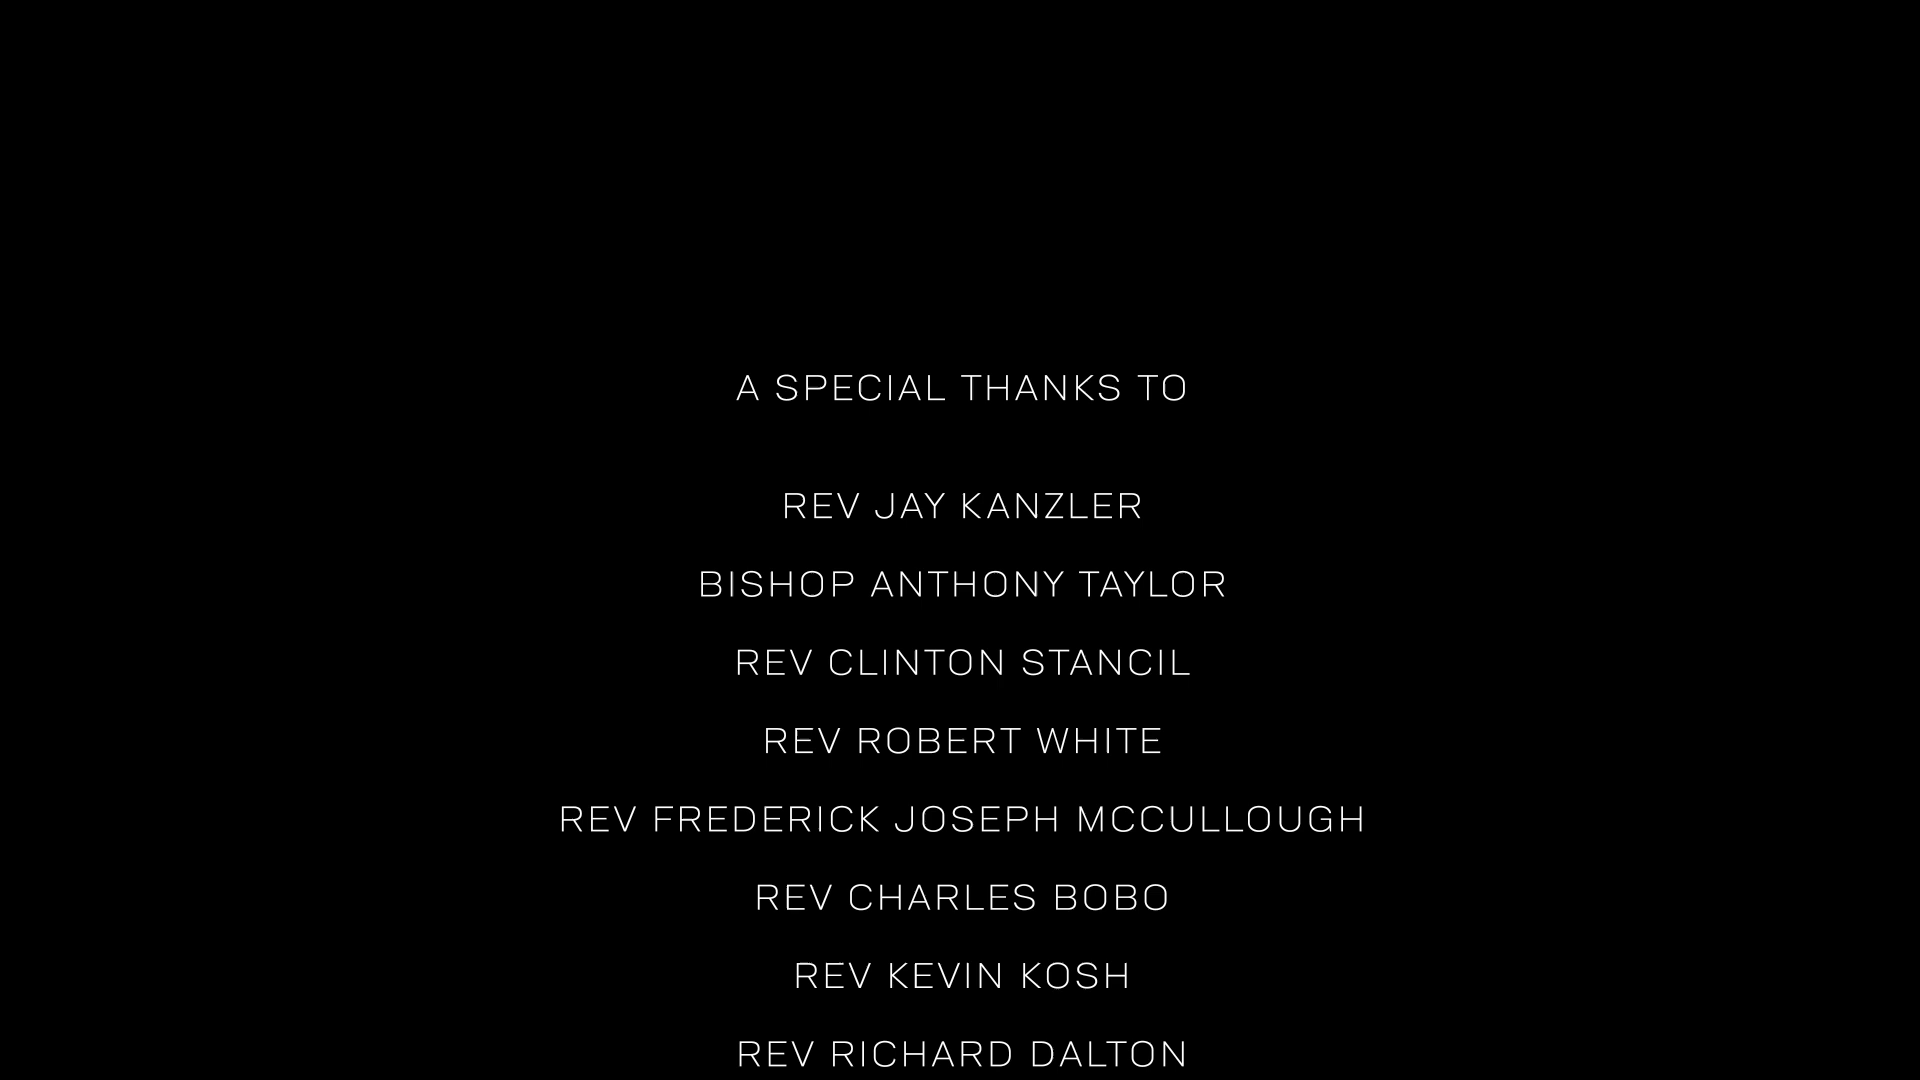 A SPECIAL THANKS TO
REV JAY KANZLER
BISHOP ANTHONY TAYLOR
REV CLINTON STANCIL
REV ROBERT WHITE
REV FREDERICK JOSEPH MCCULLOUGH
REV CHARLES BOBO
REV KEVIN KOSH
REV RICHARD DALTON